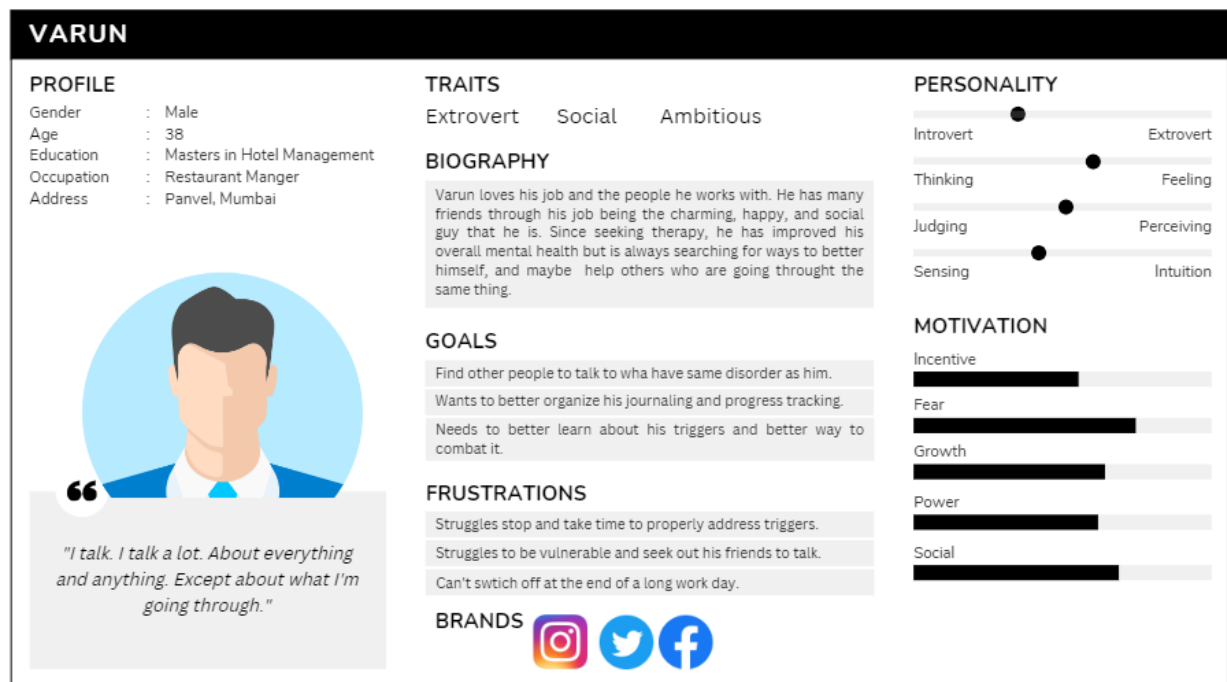 VARUN
PROFILE
Gender : Male
Age : 38
Education : Masters in Hotel Management
Occupation : Restaurant Manger
Address : Panvel, Mumbai
"I talk. I talk a lot. About everything
and anything. Except about what I'm
going through."
TRAITS
Extrovert Social Ambitious
BIOGRAPHY
Varun loves his job and the people he works with. He has many
friends through his job being the charming, happy, and social
guy that he is. Since seeking therapy, he has improved his
overall mental health but is always searching for ways to better
himself, and maybe help others who are going throught the
same thing.
GOALS
Find other people to talk to wha have same disorder as him.
Wants to better organize his journaling and progress tracking.
Needs to better learn about his triggers and better way to
combat it.
FRUSTRATIONS
Struggles stop and take time to properly address triggers.
Struggles to be vulnerable and seek out his friends to talk.
Can't swtich off at the end of a long work day.
BRANDS
PERSONALITY
Introvert Extrovert
Thinking Feeling
Judging Perceiving
Sensing Intuition
MOTIVATION
Incentive
Fear
Growth
Power
Social